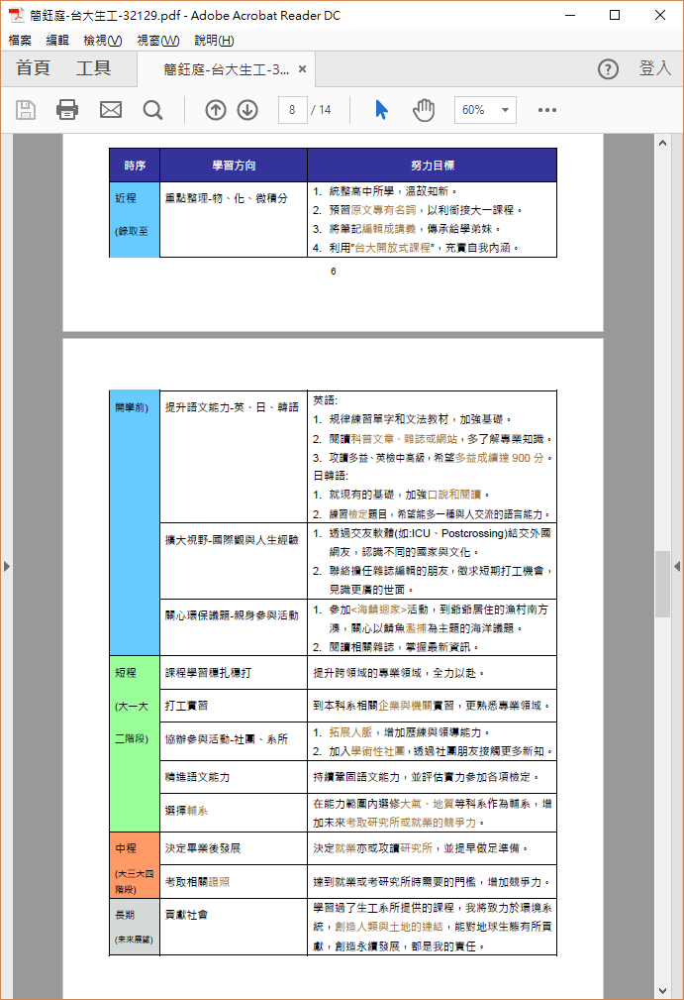 簡鈺庭-台大生工-32129.pdf - Adobe Acrobat Reader DC
檔案 編輯 檢視(V) 視窗(W) 說明(H)
首頁 工具 簡鈺庭-台大生工-3... × ? 登入
8 / 14 60%
時序 學習方向 努力目標
近程
(錄取至
重點整理-物、化、微積分
1. 統整高中所學，溫故知新。
2. 預習原文專有名詞，以利銜接大一課程。
3. 將筆記編輯成講義，傳承給學弟妹。
4. 利用"台大開放式課程"，充實自我內涵。
6
開學前)
提升語文能力-英、日、韓語
英語:
1. 規律練習單字和文法教材，加強基礎。
2. 閱讀科普文章、雜誌或網站，多了解專業知識。
3. 攻讀多益、英檢中高級，希望多益成績達 900 分。
日韓語:
1. 就現有的基礎，加強口說和閱讀。
2. 練習檢定題目，希望能多一種與人交流的語言能力。
擴大視野-國際觀與人生經驗
1. 透過交友軟體(如:ICU、Postcrossing)結交外國
網友，認識不同的國家與文化。
2. 聯絡擔任雜誌編輯的朋友，徵求短期打工機會，
見識更廣的世面。
關心環保議題-親身參與活動
1. 參加<海鯖迴家>活動，到爺爺居住的漁村南方
澳，關心以鯖魚濫捕為主題的海洋議題。
2. 閱讀相關雜誌，掌握最新資訊。
短程
(大一大
二階段)
課程學習穩扎穩打
提升跨領域的專業領域，全力以赴。
打工實習
到本科系相關企業與機關實習，更熟悉專業領域。
協辦參與活動-社團、系所
1. 拓展人脈，增加歷練與領導能力。
2. 加入學術性社團，透過社團朋友接觸更多新知。
精進語文能力
持續鞏固語文能力，並評估實力參加各項檢定。
選擇輔系
在能力範圍內選修大氣、地質等科系作為輔系，增
加未來考取研究所或就業的競爭力。
中程
(大三大四
階段)
決定畢業後發展
決定就業亦或攻讀研究所，並提早做足準備。
考取相關證照
達到就業或考研究所時需要的門檻，增加競爭力。
長期
(未來展望)
貢獻社會
學習過了生工系所提供的課程，我將致力於環境系
統，創造人類與土地的連結，能對地球生態有所貢
獻，創造永續發展，都是我的責任。